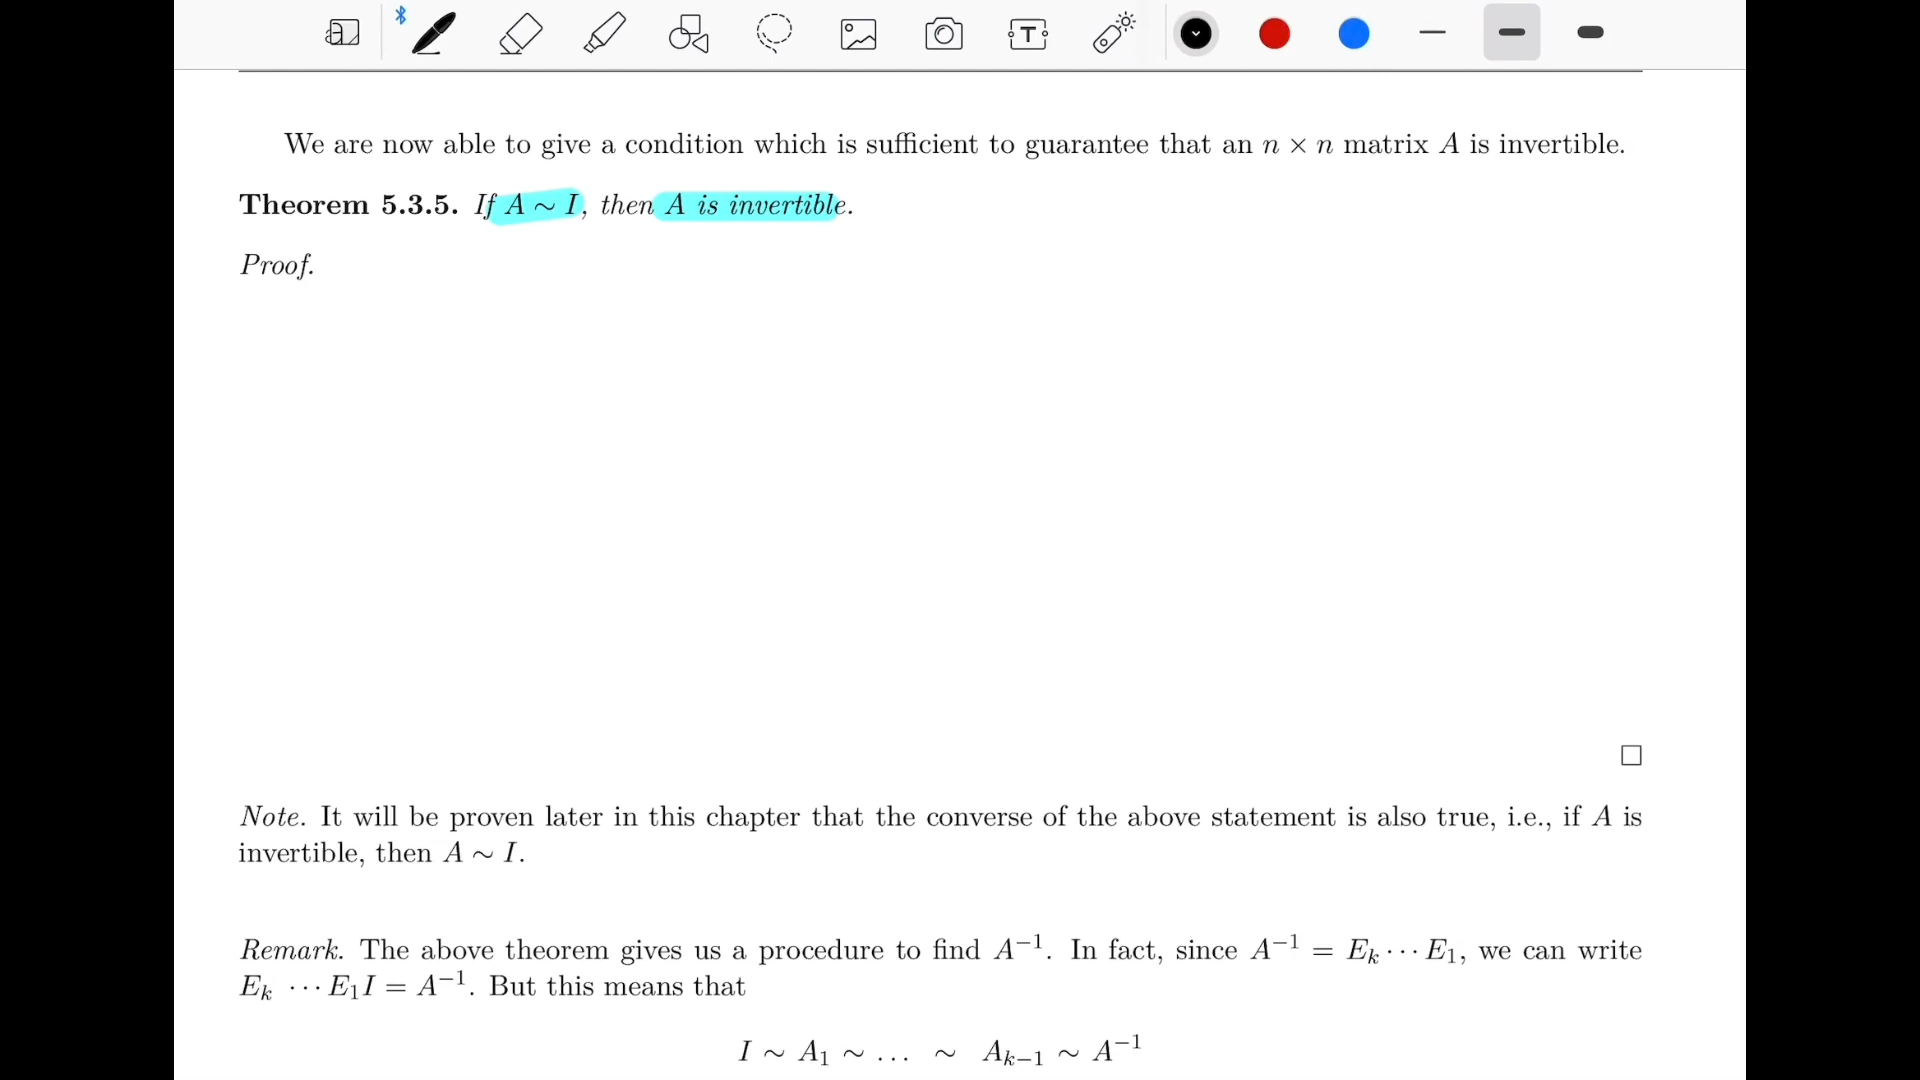 We are now able to give a condition which is sufficient to guarantee that an n × n matrix A is invertible.
Theorem 5.3.5. If A ∼ I, then A is invertible.
Proof.
□
Note. It will be proven later in this chapter that the converse of the above statement is also true, i.e., if A is
invertible, then A ∼ I.
Remark. The above theorem gives us a procedure to find A⁻¹. In fact, since A⁻¹ = Eₖ ··· E₁, we can write
Eₖ ··· E₁I = A⁻¹. But this means that
I ∼ A₁ ∼ ... ∼ Aₖ₋₁ ∼ A⁻¹